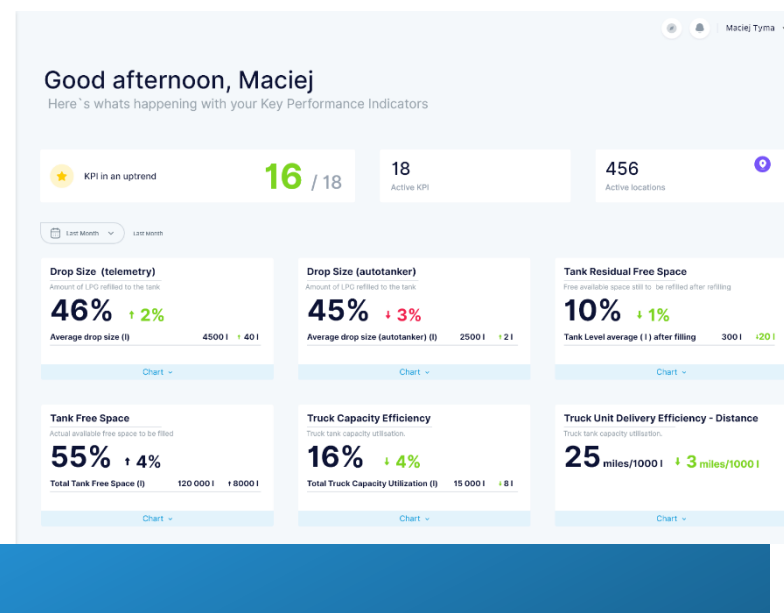 Maciej Tyma
Good afternoon, Maciej
Here`s whats happening with your Key Performance Indicators
KPI in an uptrend
16 / 18
18
Active KPI
456
Active locations
Last Month
Last Month
Drop Size (telemetry)
Amount of LPG refilled to the tank
46% ↑ 2%
Average drop size (l) 4500 l ↑ 40 l
Chart
Drop Size (autotanker)
Amount of LPG refilled to the tank
45% ↓ 3%
Average drop size (autotanker) (l) 2500 l ↑ 2 l
Chart
Tank Residual Free Space
Free available space still to be refilled after refilling
10% ↓ 1%
Tank Level average ( l ) after filling 300 l ↓20 l
Chart
Tank Free Space
Actual available free space to be filled
55% ↑ 4%
Total Tank Free Space (l) 120 000 l ↑ 8000 l
Chart
Truck Capacity Efficiency
Truck tank capacity utilisation.
16% ↓ 4%
Total Truck Capacity Utilization (l) 15 000 l ↓ 8 l
Chart
Truck Unit Delivery Efficiency - Distance
Truck tank capacity utilisation.
25 miles/1000 l ↓ 3 miles/1000 l
Chart